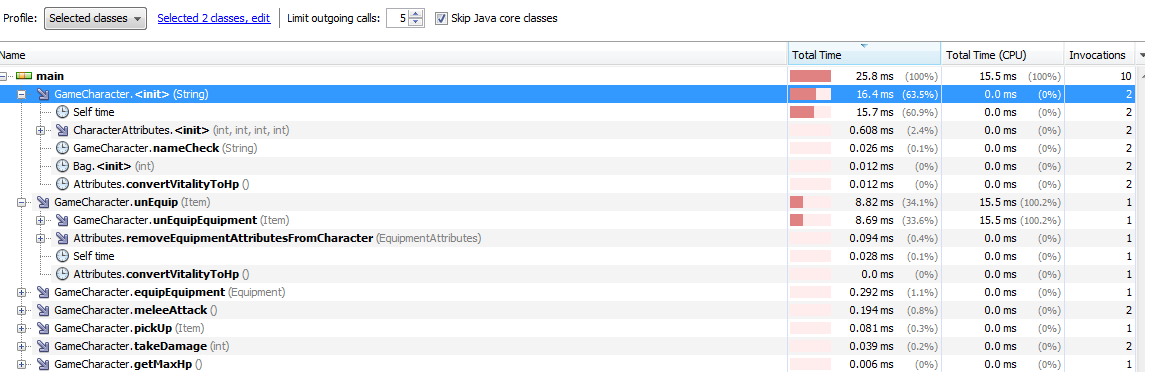 Profile: Selected classes Selected 2 classes, edit Limit outgoing calls: 5 Skip Java core classes
Name Total Time Total Time (CPU) Invocations
main 25.8 ms (100%) 15.5 ms (100%) 10
GameCharacter.<init> (String) 16.4 ms (63.5%) 0.0 ms (0%) 2
Self time 15.7 ms (60.9%) 0.0 ms (0%) 2
CharacterAttributes.<init> (int, int, int, int) 0.608 ms (2.4%) 0.0 ms (0%) 2
GameCharacter.nameCheck (String) 0.026 ms (0.1%) 0.0 ms (0%) 2
Bag.<init> (int) 0.012 ms (0%) 0.0 ms (0%) 2
Attributes.convertVitalityToHp () 0.012 ms (0%) 0.0 ms (0%) 2
GameCharacter.unEquip (Item) 8.82 ms (34.1%) 15.5 ms (100.2%) 1
GameCharacter.unEquipEquipment (Item) 8.69 ms (33.6%) 15.5 ms (100.2%) 1
Attributes.removeEquipmentAttributesFromCharacter (EquipmentAttributes) 0.094 ms (0.4%) 0.0 ms (0%) 1
Self time 0.028 ms (0.1%) 0.0 ms (0%) 1
Attributes.convertVitalityToHp () 0.0 ms (0%) 0.0 ms (0%) 1
GameCharacter.equipEquipment (Equipment) 0.292 ms (1.1%) 0.0 ms (0%) 1
GameCharacter.meleeAttack () 0.194 ms (0.8%) 0.0 ms (0%) 2
GameCharacter.pickUp (Item) 0.081 ms (0.3%) 0.0 ms (0%) 1
GameCharacter.takeDamage (int) 0.039 ms (0.2%) 0.0 ms (0%) 2
GameCharacter.getMaxHp () 0.006 ms (0%) 0.0 ms (0%) 1